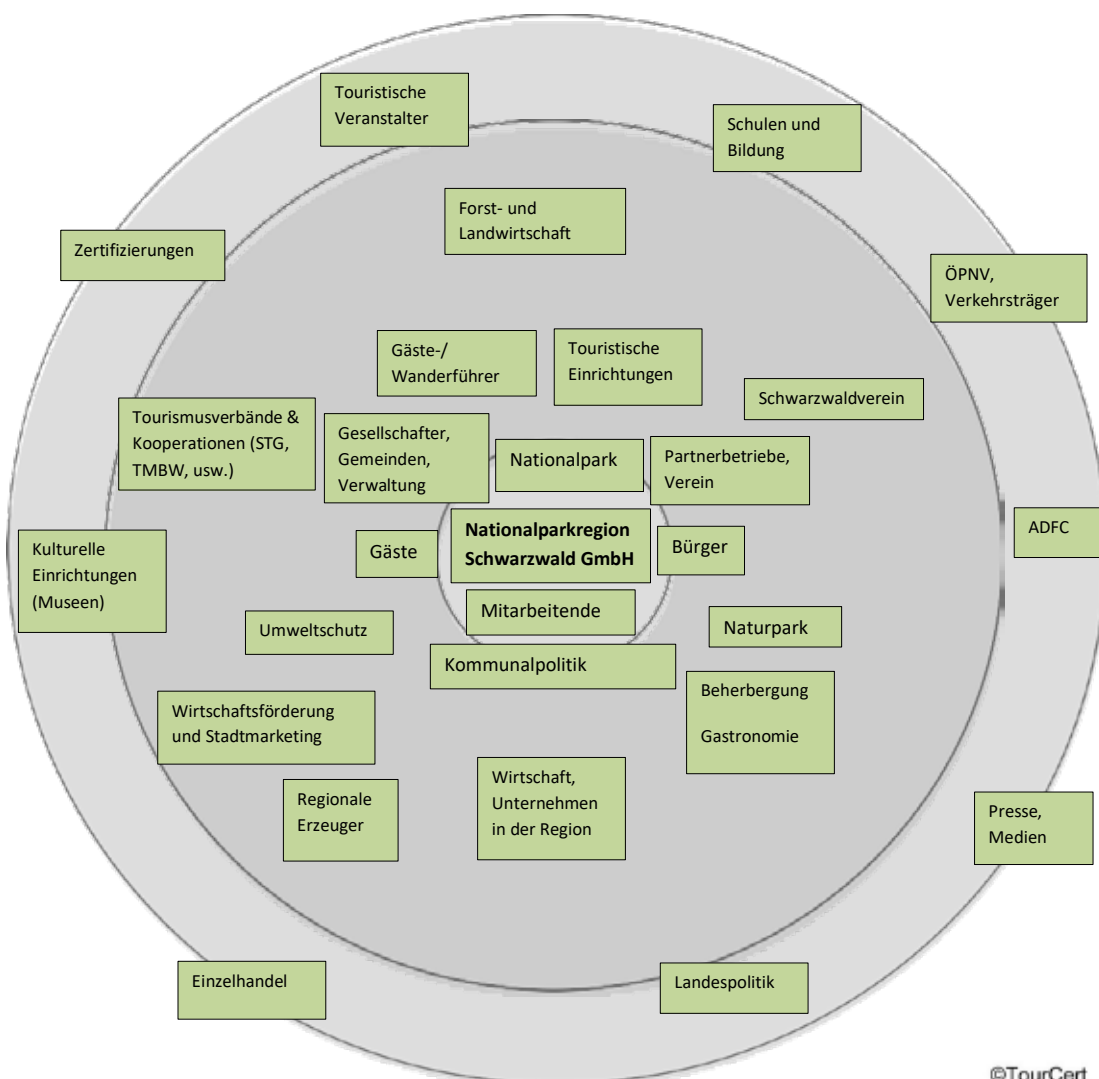 Touristische
Veranstalter
Schulen und
Bildung
Forst- und
Landwirtschaft
Zertifizierungen
ÖPNV,
Verkehrsträger
Gäste-/
Wanderführer
Touristische
Einrichtungen
Schwarzwaldverein
Tourismusverbände &
Kooperationen (STG,
TMBW, usw.)
Gesellschafter,
Gemeinden,
Verwaltung
Nationalpark
Partnerbetriebe,
Verein
Kulturelle
Einrichtungen
(Museen)
Gäste
Nationalparkregion
Schwarzwald GmbH
Bürger
ADFC
Mitarbeitende
Umweltschutz
Naturpark
Kommunalpolitik
Beherbergung
Gastronomie
Wirtschaftsförderung
und Stadtmarketing
Regionale
Erzeuger
Wirtschaft,
Unternehmen
in der Region
Presse,
Medien
Einzelhandel
Landespolitik
©TourCert